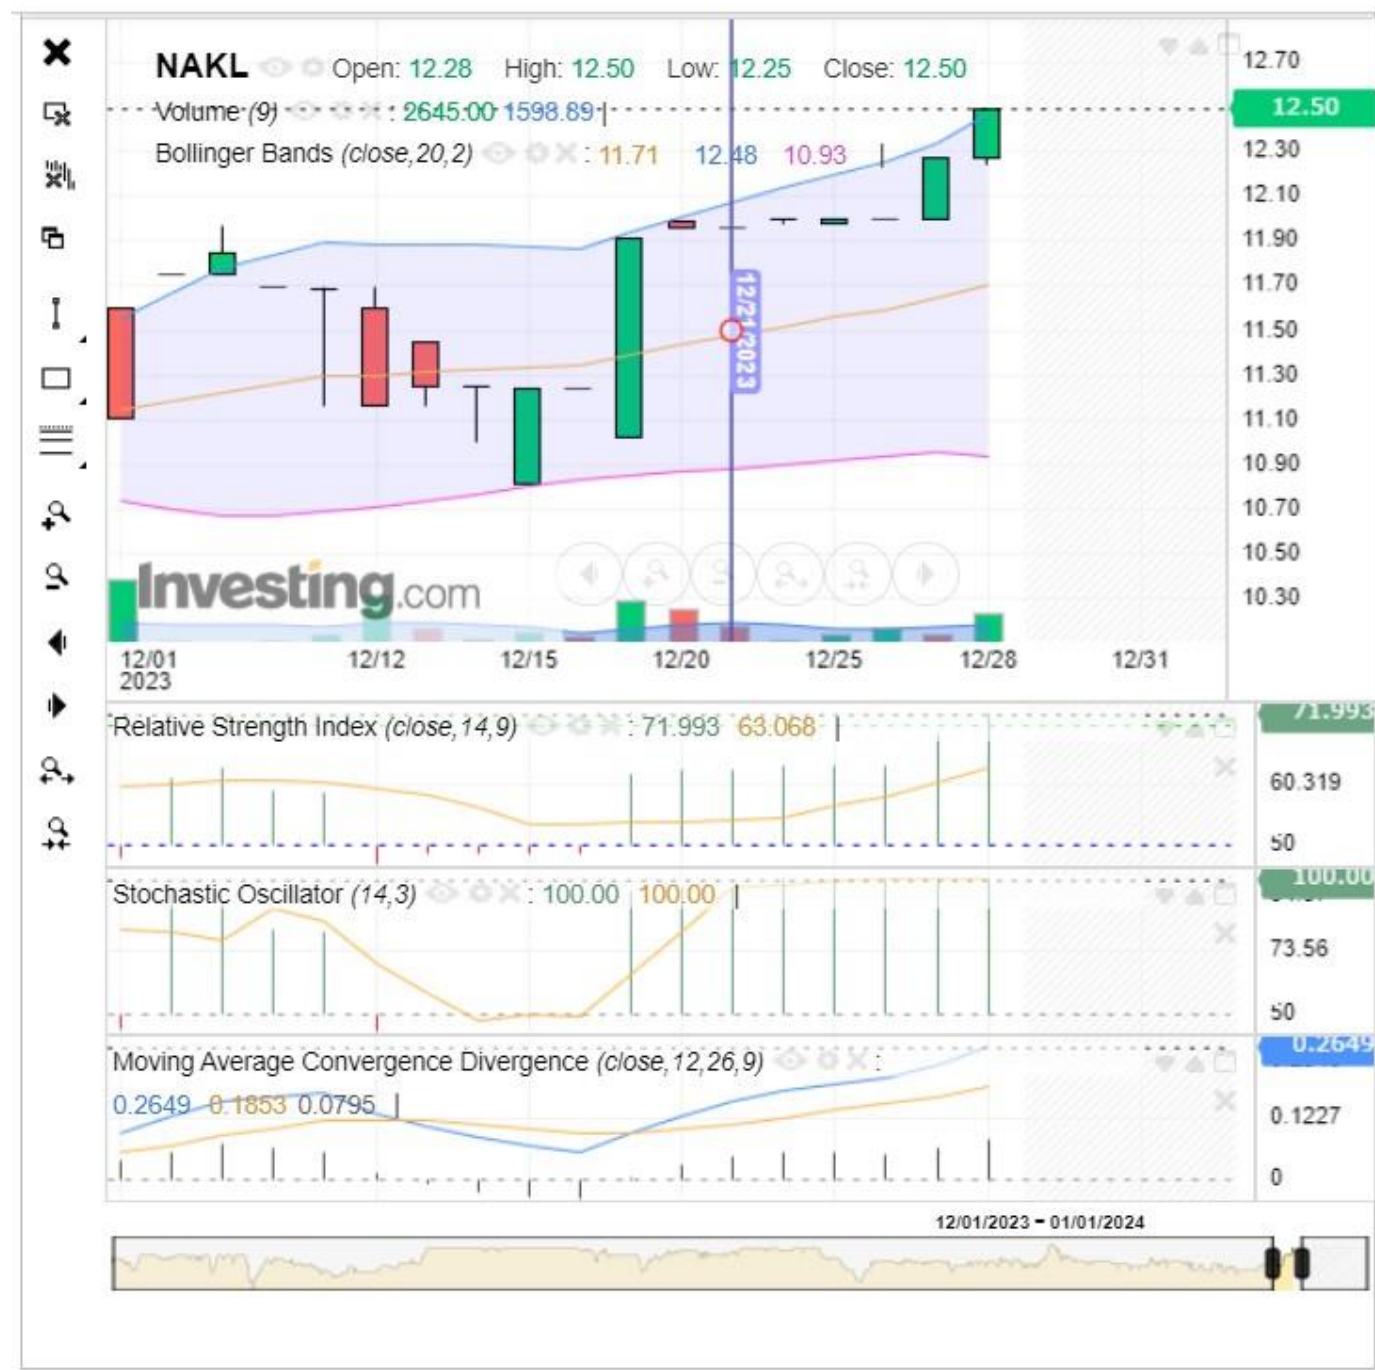 NAKL Open: 12.28 High: 12.50 Low: 12.25 Close: 12.50
Volume (9) : 2645.00 1598.89
Bollinger Bands (close,20,2) : 11.71 12.48 10.93
12.70
12.50
12.30
12.10
11.90
11.70
11.50
11.30
11.10
10.90
10.70
10.50
10.30
12/21/2023
Investing.com
12/01 12/12 12/15 12/20 12/25 12/28 12/31
2023
Relative Strength Index (close,14,9) : 71.993 63.068
71.993
60.319
50
Stochastic Oscillator (14,3) : 100.00 100.00
100.00
73.56
50
Moving Average Convergence Divergence (close,12,26,9) :
0.2649 0.1853 0.0795
0.2649
0.1227
0
12/01/2023 - 01/01/2024